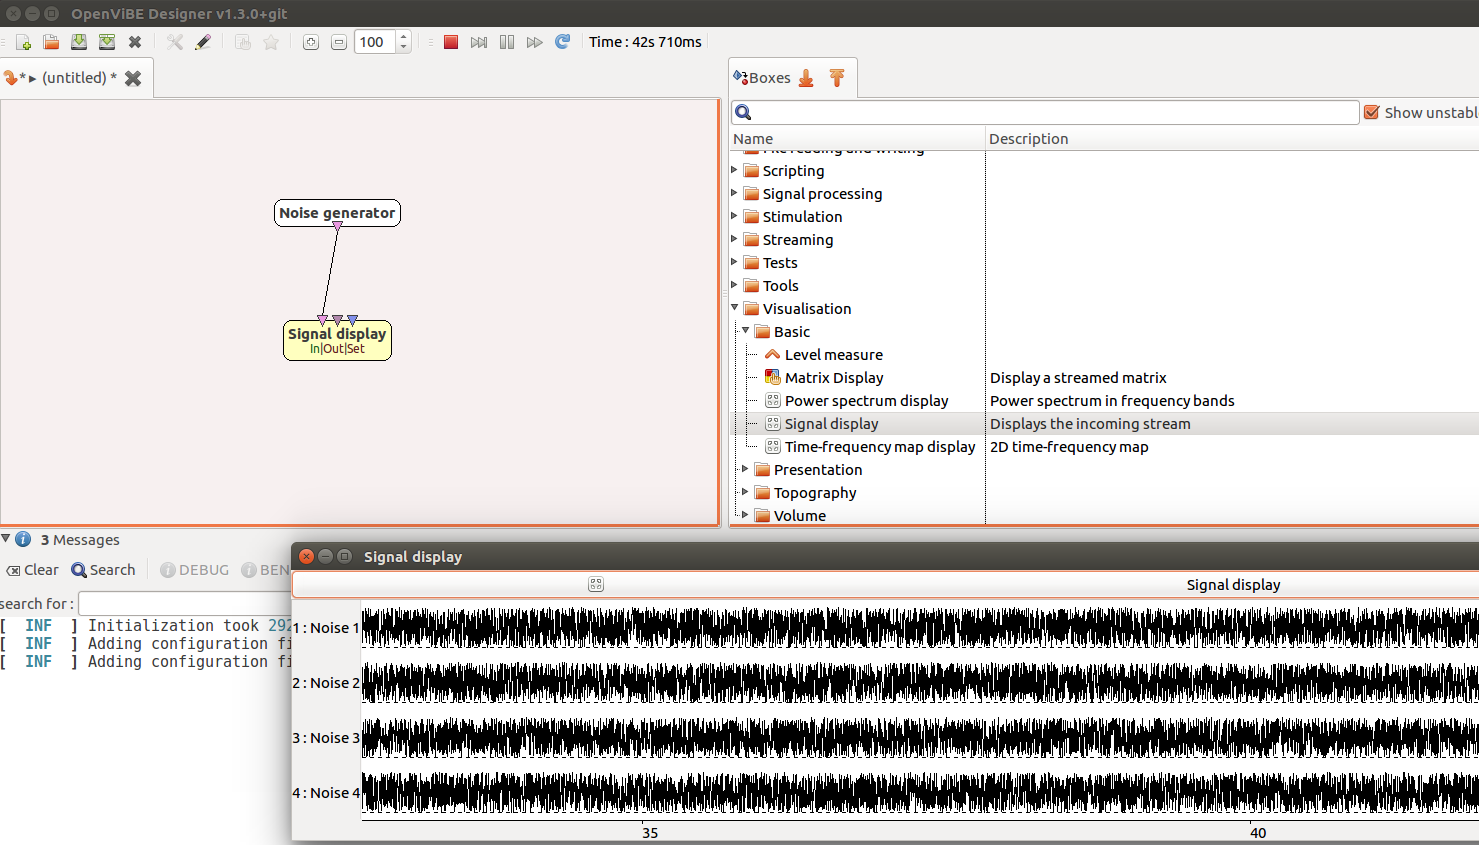 OpenViBE Designer v1.3.0+git
100
Time : 42s 710ms
* ▸ (untitled) *
Boxes
Show unstabl
Name Description
File reading and writing
Scripting
Signal processing
Stimulation
Streaming
Tests
Tools
Visualisation
Basic
Level measure
Matrix Display Display a streamed matrix
Power spectrum display Power spectrum in frequency bands
Signal display Displays the incoming stream
Time-frequency map display 2D time-frequency map
Presentation
Topography
Volume
Noise generator
Signal display
In|Out|Set
3 Messages
Clear Search DEBUG BEN
search for :
[ INF ] Initialization took 292
[ INF ] Adding configuration fi
[ INF ] Adding configuration fi
Signal display
Signal display
1 : Noise 1
2 : Noise 2
3 : Noise 3
4 : Noise 4
35 40